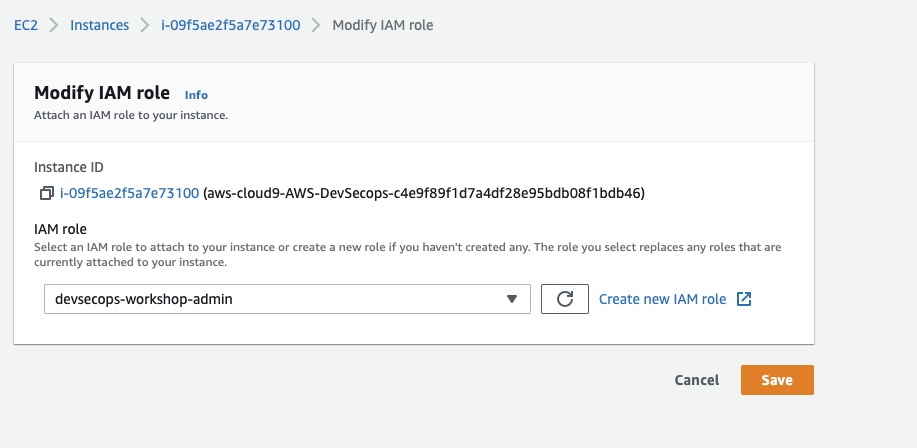 EC2 Instances i-09f5ae2f5a7e73100 Modify IAM role
Modify IAM role Info
Attach an IAM role to your instance.
Instance ID
i-09f5ae2f5a7e73100 (aws-cloud9-AWS-DevSecops-c4e9f89f1d7a4df28e95bdb08f1bdb46)
IAM role
Select an IAM role to attach to your instance or create a new role if you haven't created any. The role you select replaces any roles that are
currently attached to your instance.
devsecops-workshop-admin Create new IAM role
Cancel Save